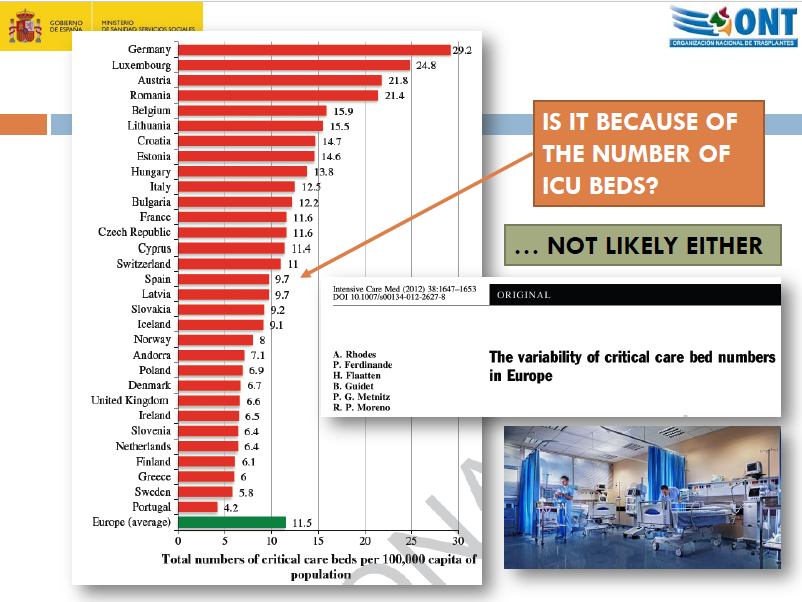 GOBIERNO
DE ESPAÑA
MINISTERIO
DE SANIDAD, SERVICIOS SOCIALES
ONT
ORGANIZACIÓN NACIONAL DE TRASPLANTES
Germany 29.2
Luxembourg 24.8
Austria 21.8
Romania 21.4
Belgium 15.9
Lithuania 15.5
Croatia 14.7
Estonia 14.6
Hungary 13.8
Italy 12.5
Bulgaria 12.2
France 11.6
Czech Republic 11.6
Cyprus 11.4
Switzerland 11
Spain 9.7
Latvia 9.7
Slovakia 9.2
Iceland 9.1
Norway 8
Andorra 7.1
Poland 6.9
Denmark 6.7
United Kingdom 6.6
Ireland 6.5
Slovenia 6.4
Netherlands 6.4
Finland 6.1
Greece 6
Sweden 5.8
Portugal 4.2
Europe (average) 11.5
0 5 10 15 20 25 30
Total numbers of critical care beds per 100,000 capita of
population
IS IT BECAUSE OF
THE NUMBER OF
ICU BEDS?
... NOT LIKELY EITHER
Intensive Care Med (2012) 38:1647–1653
DOI 10.1007/s00134-012-2627-8
ORIGINAL
A. Rhodes
P. Ferdinande
H. Flaatten
B. Guidet
P. G. Metnitz
R. P. Moreno
The variability of critical care bed numbers
in Europe